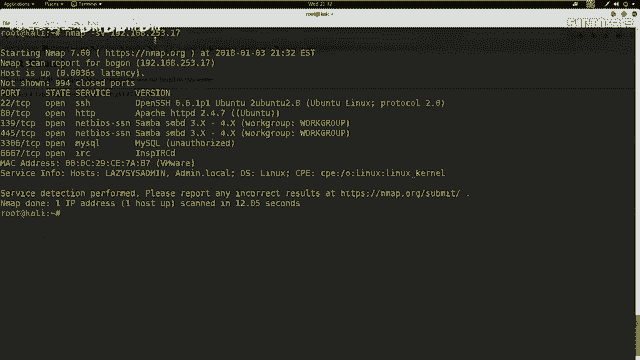 Applications Places Terminal Wed 21:37
root@kali: ~
root@kali:~# nmap -sV 192.168.253.17
Starting Nmap 7.60 ( https://nmap.org ) at 2018-01-03 21:32 EST
Nmap scan report for bogon (192.168.253.17)
Host is up (0.0036s latency).
Not shown: 994 closed ports
PORT STATE SERVICE VERSION
22/tcp open ssh OpenSSH 6.6.1p1 Ubuntu 2ubuntu2.8 (Ubuntu Linux; protocol 2.0)
80/tcp open http Apache httpd 2.4.7 ((Ubuntu))
139/tcp open netbios-ssn Samba smbd 3.X - 4.X (workgroup: WORKGROUP)
445/tcp open netbios-ssn Samba smbd 3.X - 4.X (workgroup: WORKGROUP)
3306/tcp open mysql MySQL (unauthorized)
6667/tcp open irc InspIRCd
MAC Address: 00:0C:29:CE:7A:B7 (VMware)
Service Info: Hosts: LAZYSYSADMIN, Admin.local; OS: Linux; CPE: cpe:/o:linux:linux_kernel
Service detection performed. Please report any incorrect results at https://nmap.org/submit/ .
Nmap done: 1 IP address (1 host up) scanned in 12.05 seconds
root@kali:~#